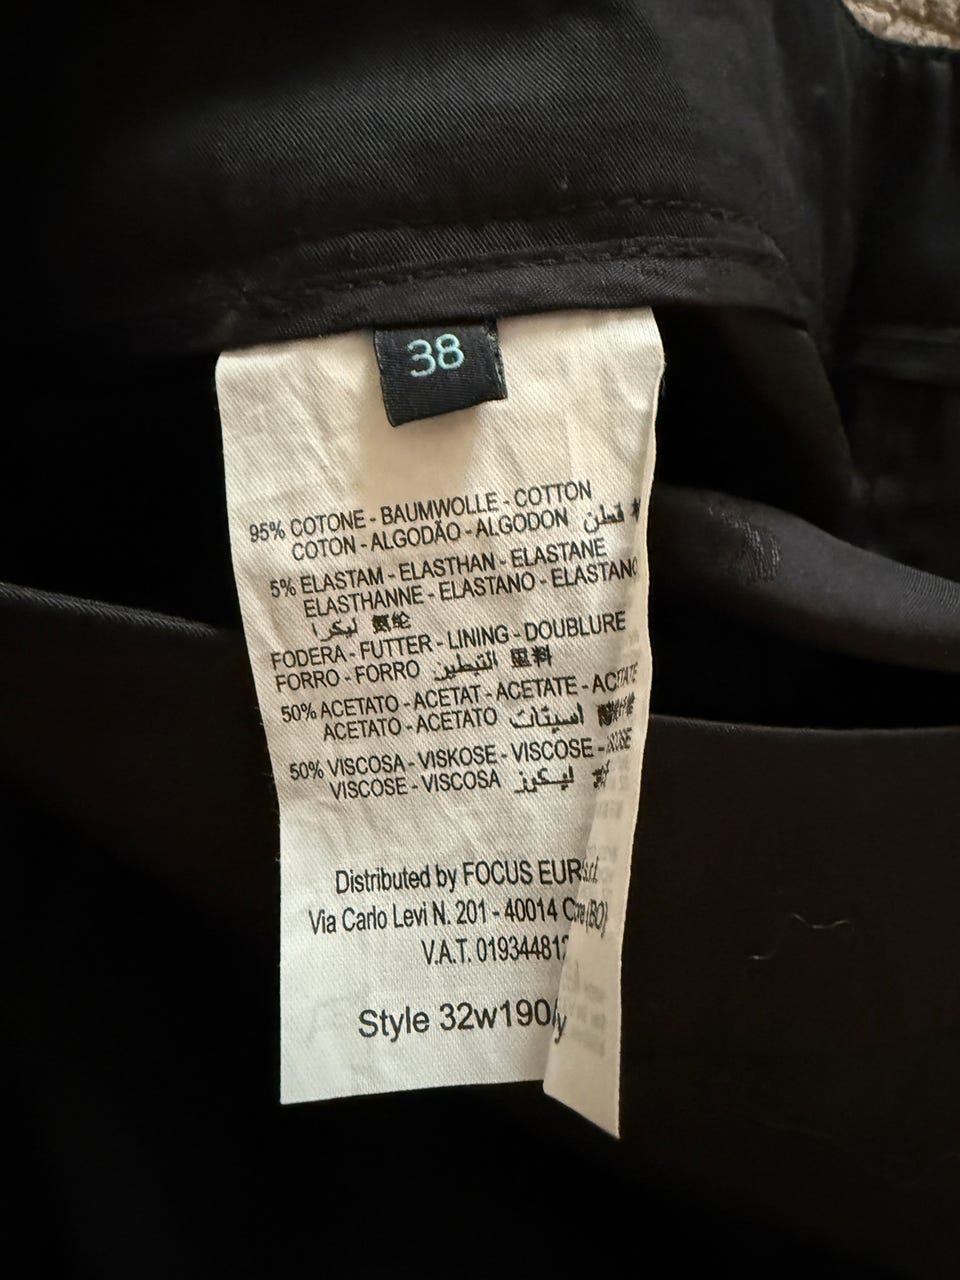 38
95% COTONE - BAUMWOLLE - COTTON
COTON - ALGODÃO - ALGODON قطن
5% ELASTAM - ELASTHAN - ELASTANE
ELASTHANNE - ELASTANO - ELASTANO
ليكرا 氨纶
FODERA - FUTTER - LINING - DOUBLURE
FORRO - FORRO التبطين 里料
50% ACETATO - ACETAT - ACETATE - ACÉTATE
ACETATO - ACETATO اسيتات
50% VISCOSA - VISKOSE - VISCOSE -
VISCOSE - VISCOSA
Distributed by FOCUS EUR s.r.l.
Via Carlo Levi N. 201 - 40014 (BO)
V.A.T.
Style